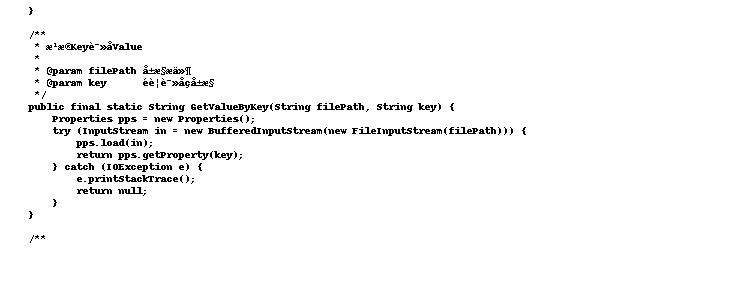 }
/**
* æ¹æ®Keyè¯»åValue
*
* @param filePath å±æ§æä»¶
* @param key éè¦è¯»åçå±æ§
*/
public final static String GetValueByKey(String filePath, String key) {
Properties pps = new Properties();
try (InputStream in = new BufferedInputStream(new FileInputStream(filePath))) {
pps.load(in);
return pps.getProperty(key);
} catch (IOException e) {
e.printStackTrace();
return null;
}
}
/**